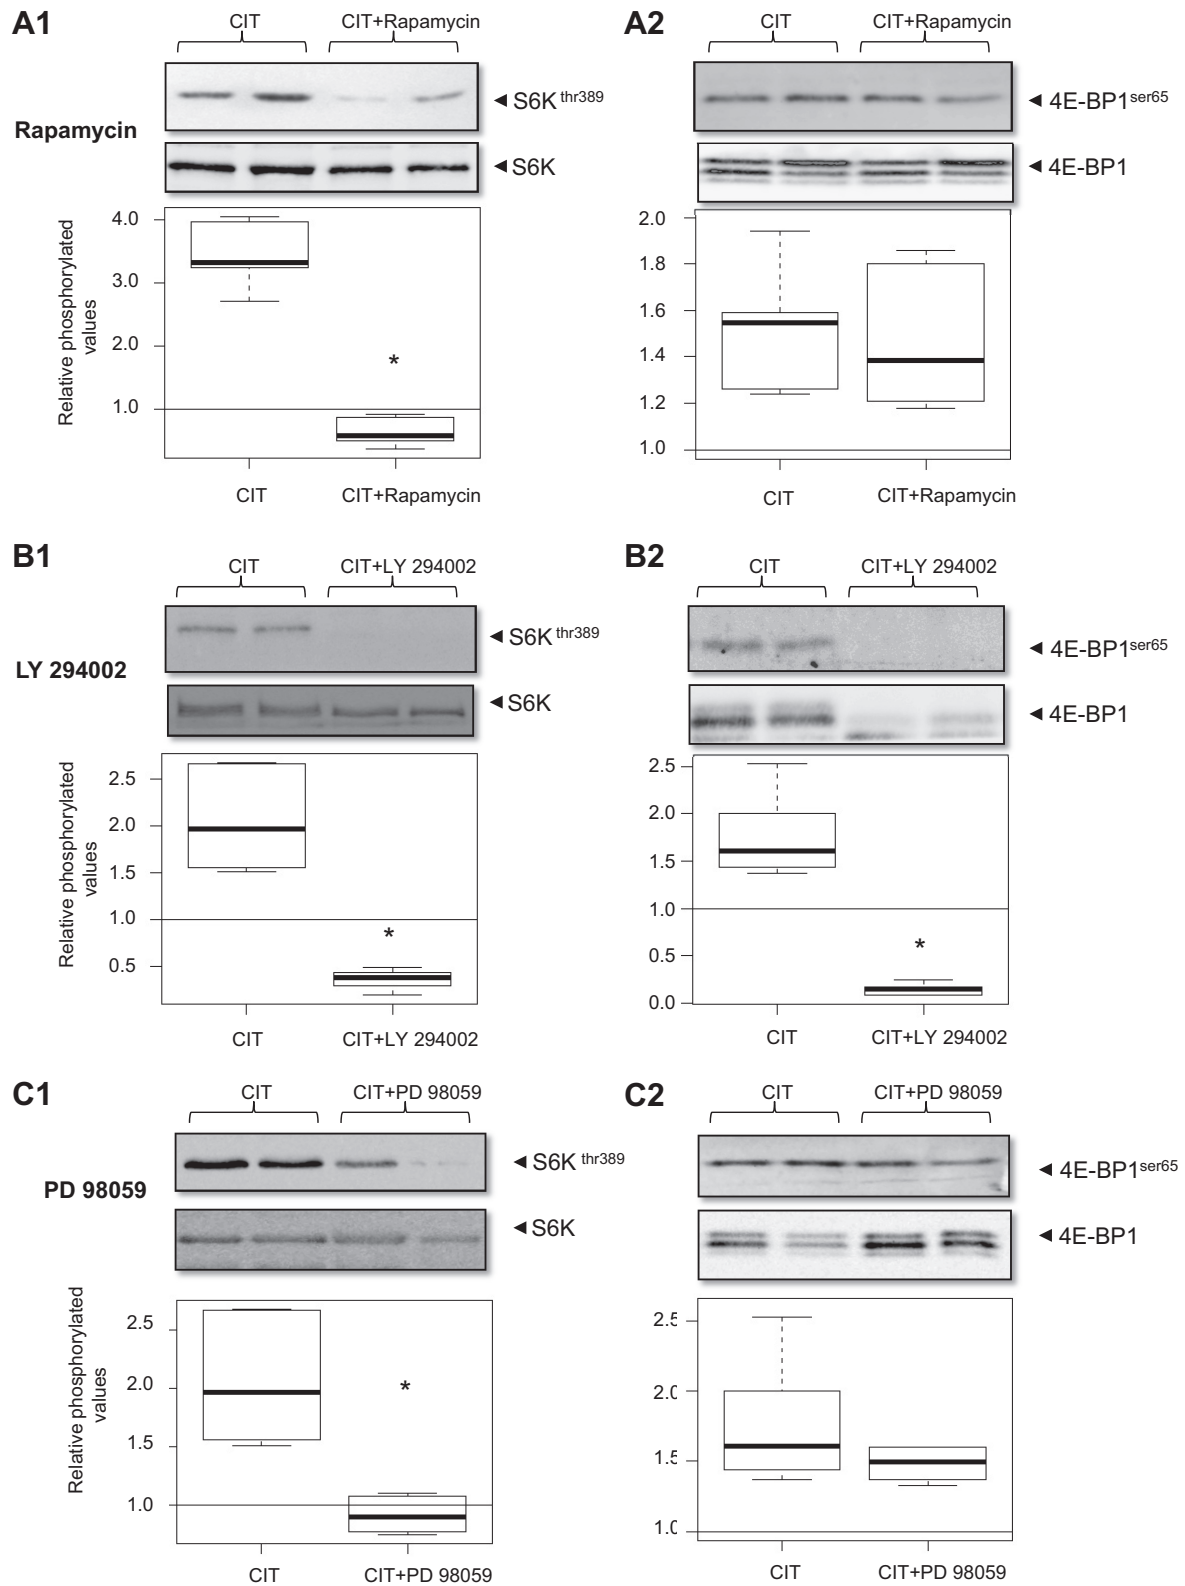 A1
CIT CIT+Rapamycin
S6K thr389
Rapamycin
S6K
Relative phosphorylated values
4.0
3.0
2.0
*
1.0
CIT CIT+Rapamycin
A2
CIT CIT+Rapamycin
4E-BP1 ser65
4E-BP1
2.0
1.8
1.6
1.4
1.2
1.0
CIT CIT+Rapamycin
B1
CIT CIT+LY 294002
S6K thr389
LY 294002
S6K
Relative phosphorylated values
2.5
2.0
1.5
1.0
*
0.5
CIT CIT+LY 294002
B2
CIT CIT+LY 294002
4E-BP1 ser65
4E-BP1
2.5
2.0
1.5
1.0
*
0.5
0.0
CIT CIT+LY 294002
C1
CIT CIT+PD 98059
S6K thr389
PD 98059
S6K
Relative phosphorylated values
2.5
2.0
*
1.5
1.0
CIT CIT+PD 98059
C2
CIT CIT+PD 98059
4E-BP1 ser65
4E-BP1
2.5
2.0
1.5
1.0
CIT CIT+PD 98059